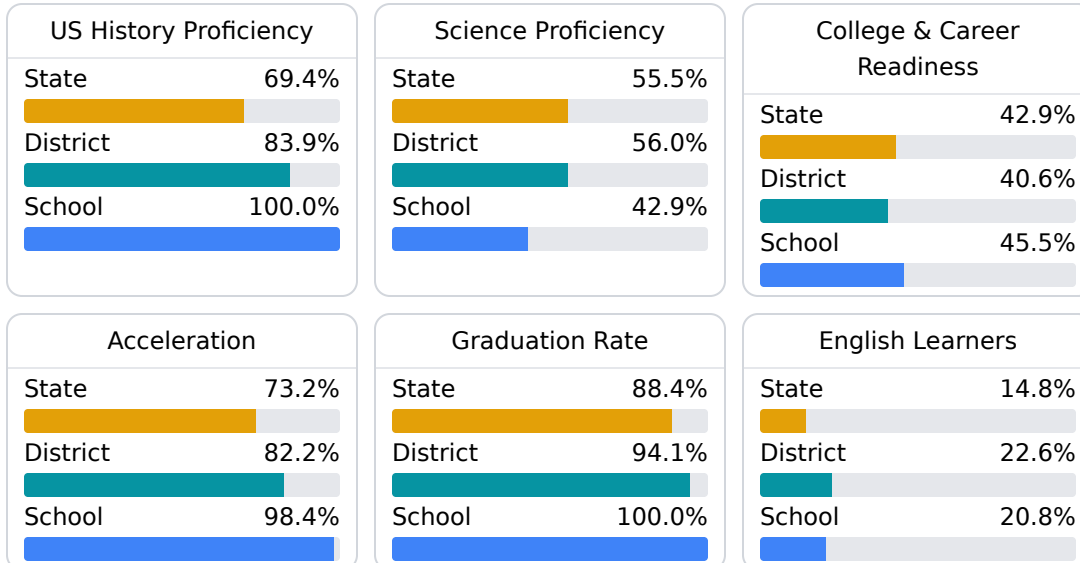 US History Proficiency
State 69.4%
District 83.9%
School 100.0%
Science Proficiency
State 55.5%
District 56.0%
School 42.9%
College & Career
Readiness
State 42.9%
District 40.6%
School 45.5%
Acceleration
State 73.2%
District 82.2%
School 98.4%
Graduation Rate
State 88.4%
District 94.1%
School 100.0%
English Learners
State 14.8%
District 22.6%
School 20.8%